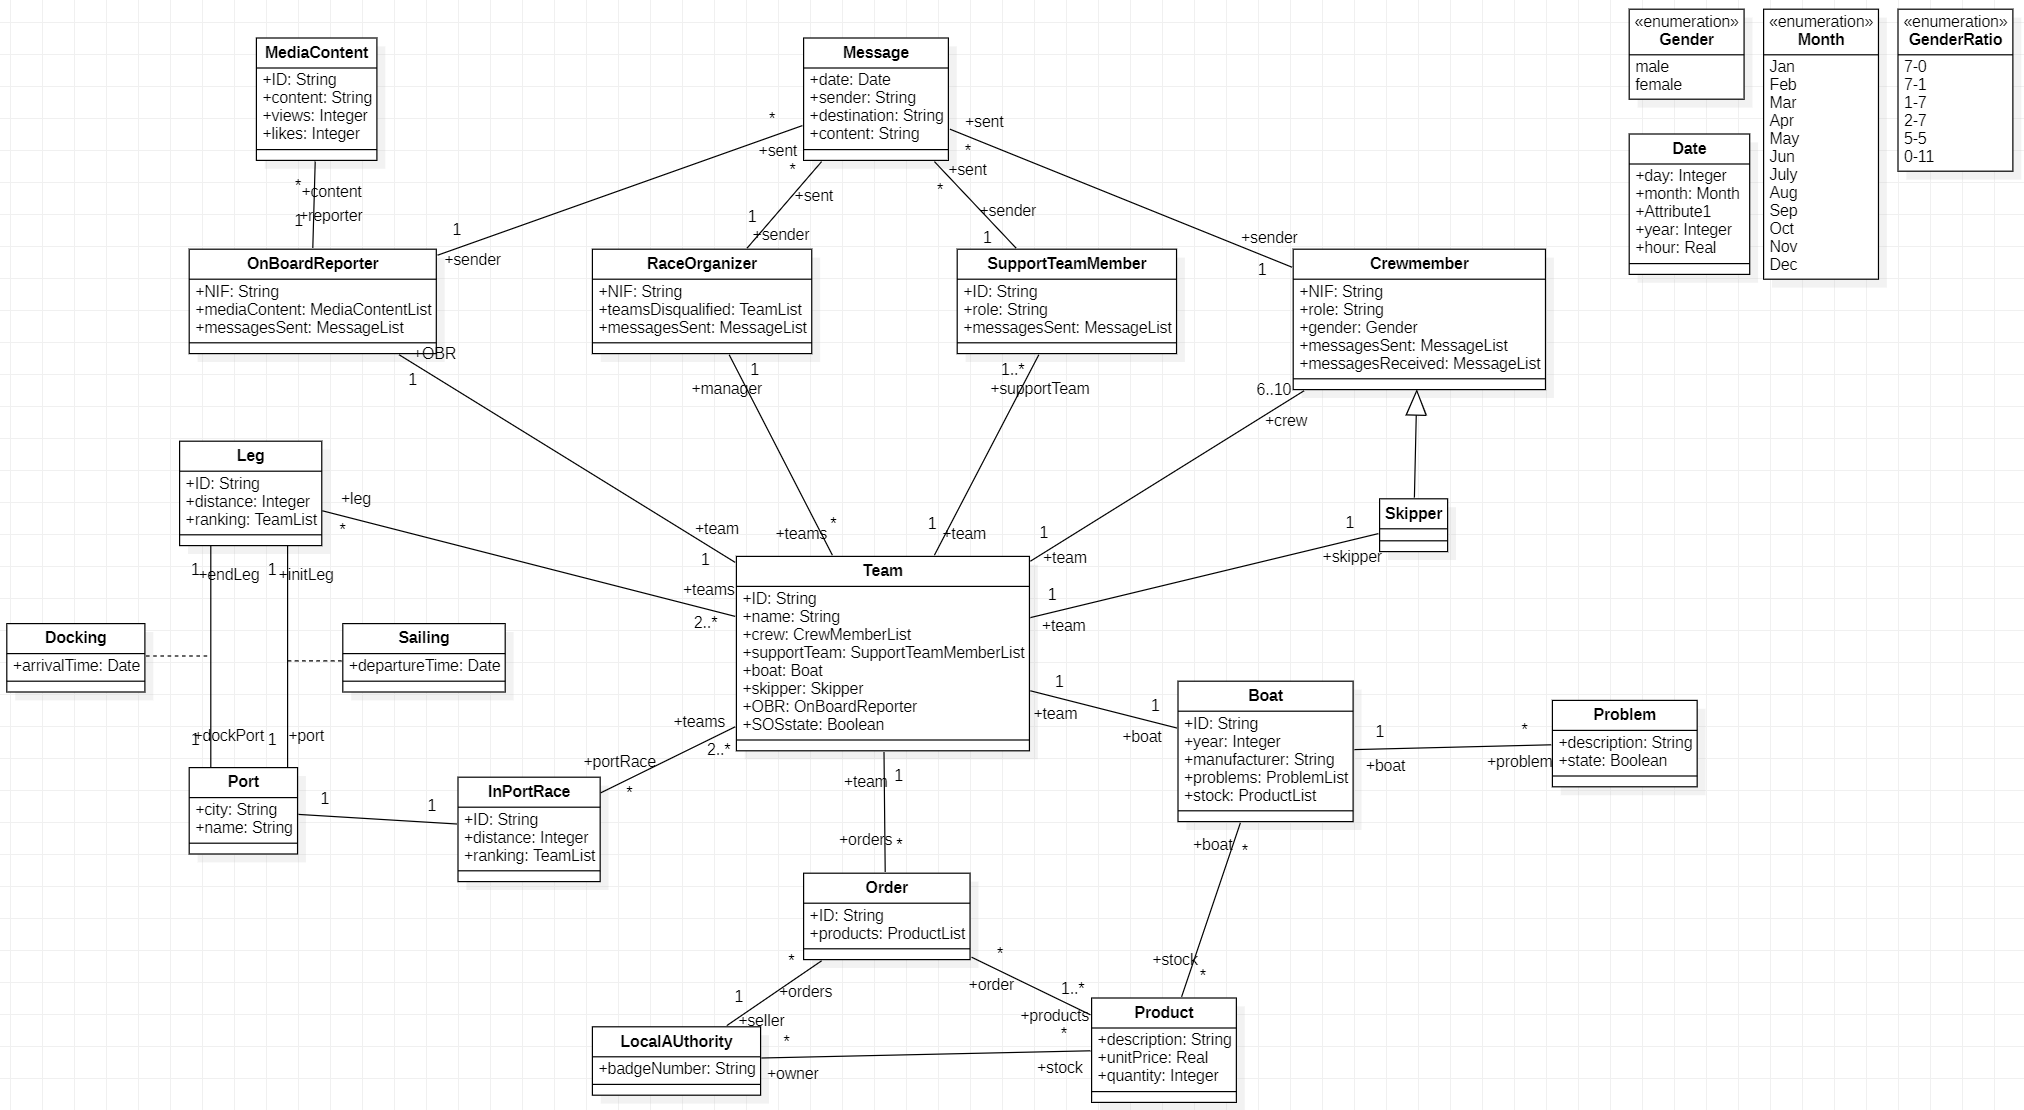 MediaContent
+ID: String
+content: String
+views: Integer
+likes: Integer
Message
+date: Date
+sender: String
+destination: String
+content: String
«enumeration»
Gender
male
female
«enumeration»
Month
Jan
Feb
Mar
Apr
May
Jun
July
Aug
Sep
Oct
Nov
Dec
«enumeration»
GenderRatio
7-0
7-1
1-7
2-7
5-5
0-11
Date
+day: Integer
+month: Month
+Attribute1
+year: Integer
+hour: Real
*
+content
1
+reporter
*
+sent
1
+sender
*
+sent
1
+sender
+sent
*
+sender
1
+sent
*
+sender
1
OnBoardReporter
+NIF: String
+mediaContent: MediaContentList
+messagesSent: MessageList
RaceOrganizer
+NIF: String
+teamsDisqualified: TeamList
+messagesSent: MessageList
SupportTeamMember
+ID: String
+role: String
+messagesSent: MessageList
Crewmember
+NIF: String
+role: String
+gender: Gender
+messagesSent: MessageList
+messagesReceived: MessageList
+OBR
1
+team
1
1
+manager
*
+teams
1..*
+supportTeam
1
+team
6..10
+crew
1
+team
Skipper
1
+skipper
1
+team
Leg
+ID: String
+distance: Integer
+ranking: TeamList
+leg
*
+teams
2..*
1
+endLeg
1
+initLeg
Docking
+arrivalTime: Date
Sailing
+departureTime: Date
1
+dockPort
1
+port
Team
+ID: String
+name: String
+crew: CrewMemberList
+supportTeam: SupportTeamMemberList
+boat: Boat
+skipper: Skipper
+OBR: OnBoardReporter
+SOSstate: Boolean
1
+team
1
+boat
Boat
+ID: String
+year: Integer
+manufacturer: String
+problems: ProblemList
+stock: ProductList
1
+boat
*
+problem
Problem
+description: String
+state: Boolean
Port
+city: String
+name: String
1
1
InPortRace
+ID: String
+distance: Integer
+ranking: TeamList
+teams
2..*
+portRace
*
+team
1
+orders
*
+boat
*
+stock
*
Order
+ID: String
+products: ProductList
*
+orders
1
+seller
*
+order
1..*
+products
LocalAUthority
+badgeNumber: String
*
+owner
*
+stock
Product
+description: String
+unitPrice: Real
+quantity: Integer